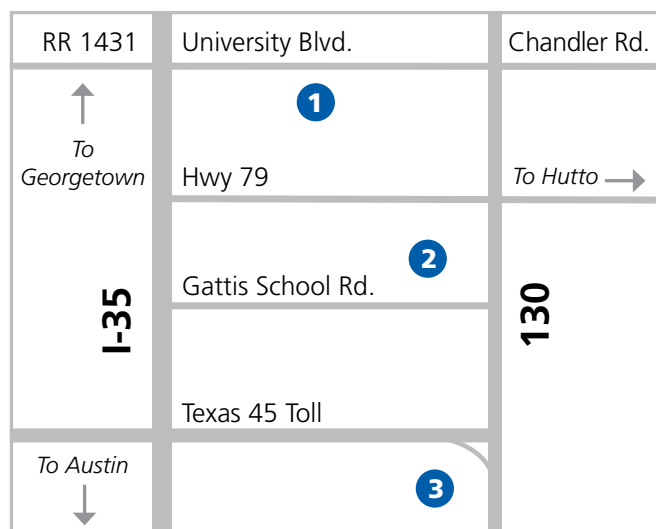 RR 1431
University Blvd.
Chandler Rd.
1
To
Georgetown
Hwy 79
To Hutto
2
Gattis School Rd.
I-35
130
Texas 45 Toll
To Austin
3